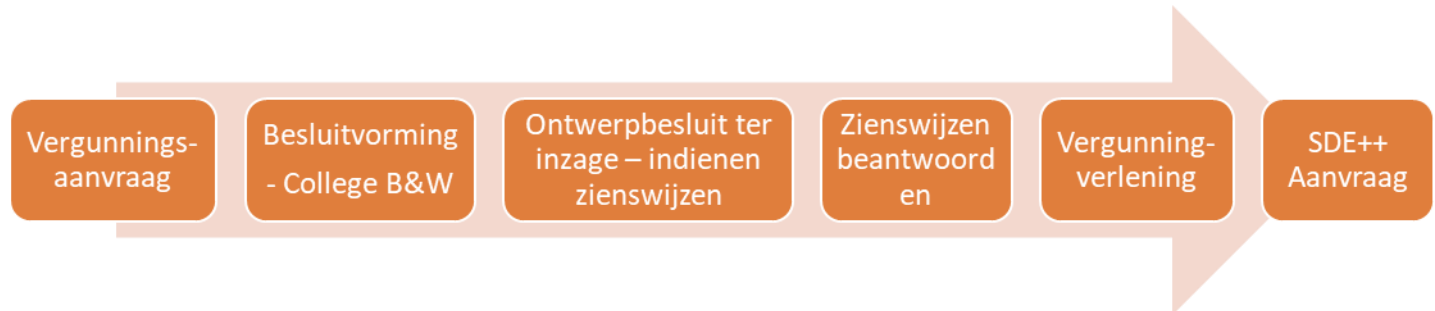 Vergunnings-
aanvraag
Besluitvorming
- College B&W
Ontwerpbesluit ter
inzage – indienen
zienswijzen
Zienswijzen
beantwoord
en
Vergunning-
verlening
SDE++
Aanvraag